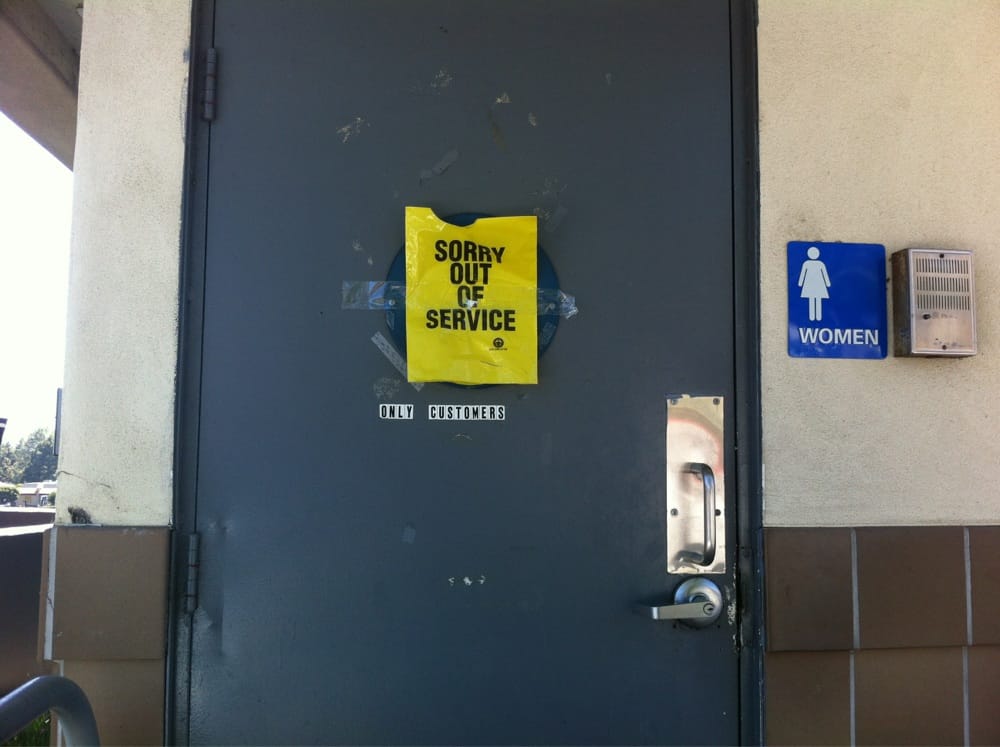 SORRY
OUT
OF
SERVICE
ONLY CUSTOMERS
WOMEN